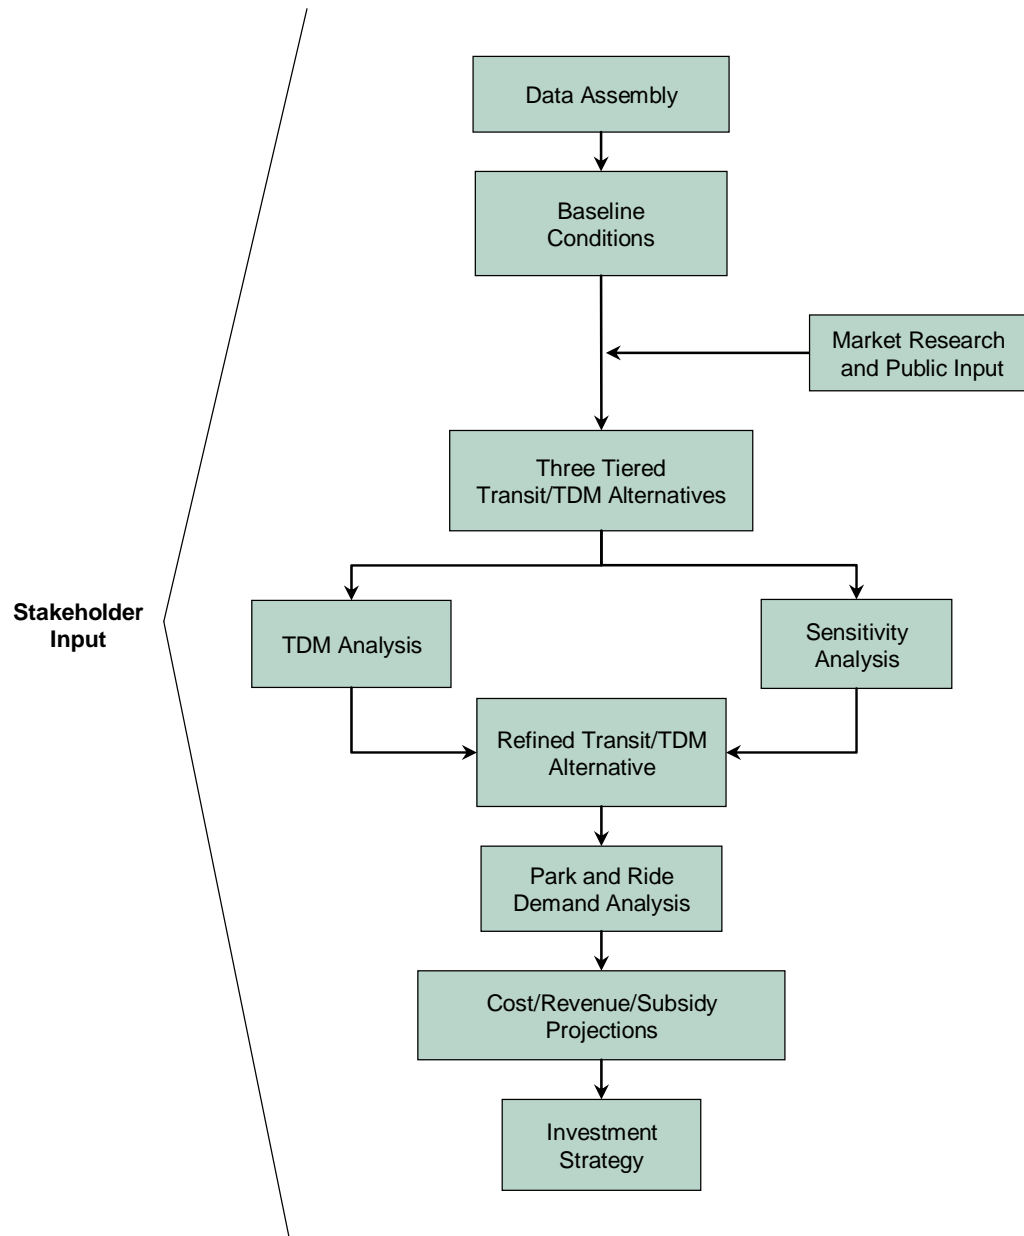 Data Assembly
Baseline
Conditions
Market Research
and Public Input
Three Tiered
Transit/TDM Alternatives
Stakeholder
Input
TDM Analysis
Sensitivity
Analysis
Refined Transit/TDM
Alternative
Park and Ride
Demand Analysis
Cost/Revenue/Subsidy
Projections
Investment
Strategy